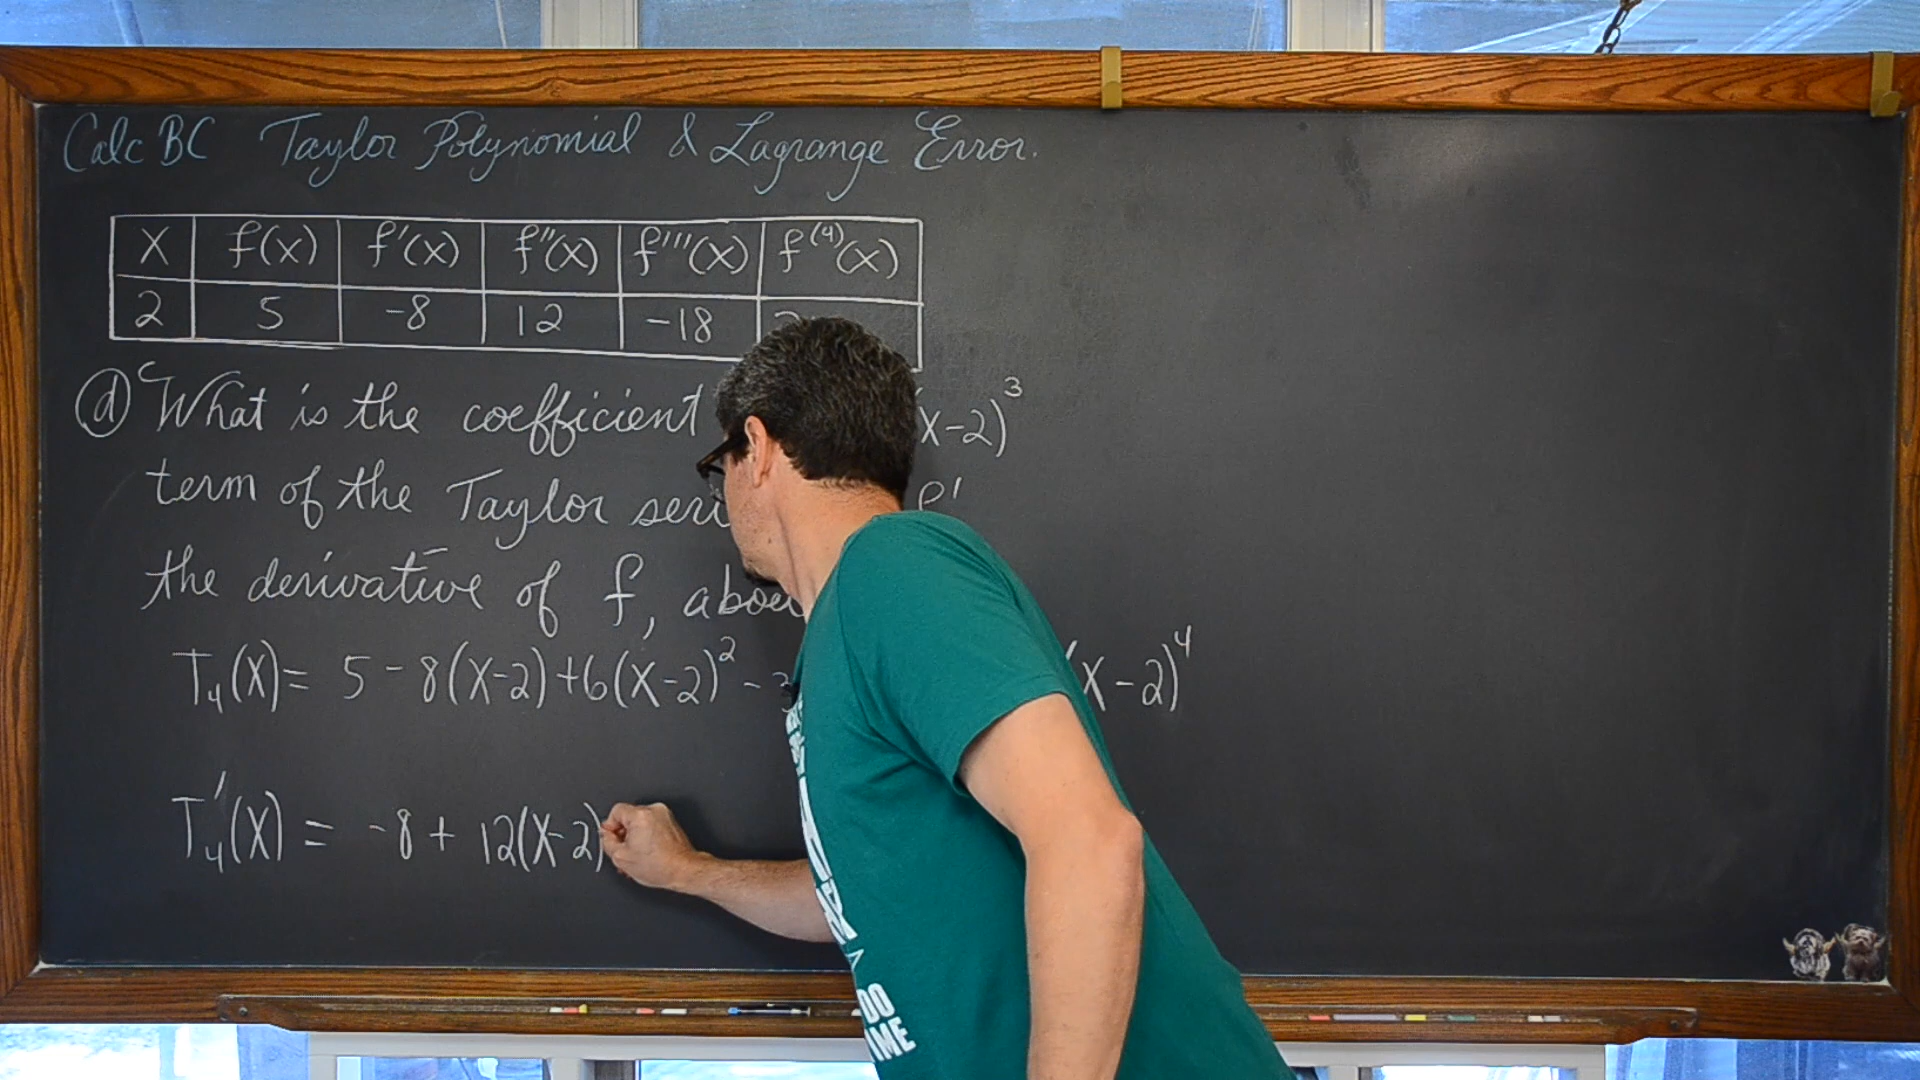 Calc BC Taylor Polynomial & Lagrange Error.
X f(x) f'(x) f''(x) f'''(x) f⁽⁴⁾(x)
2 5 -8 12 -18
(d) What is the coefficient x-2)³
term of the Taylor
the derivative of f,
T₄(x) = 5 - 8(x-2) + 6(x-2)² - x-2)⁴
T₄'(x) = -8 + 12(x-2)
DO